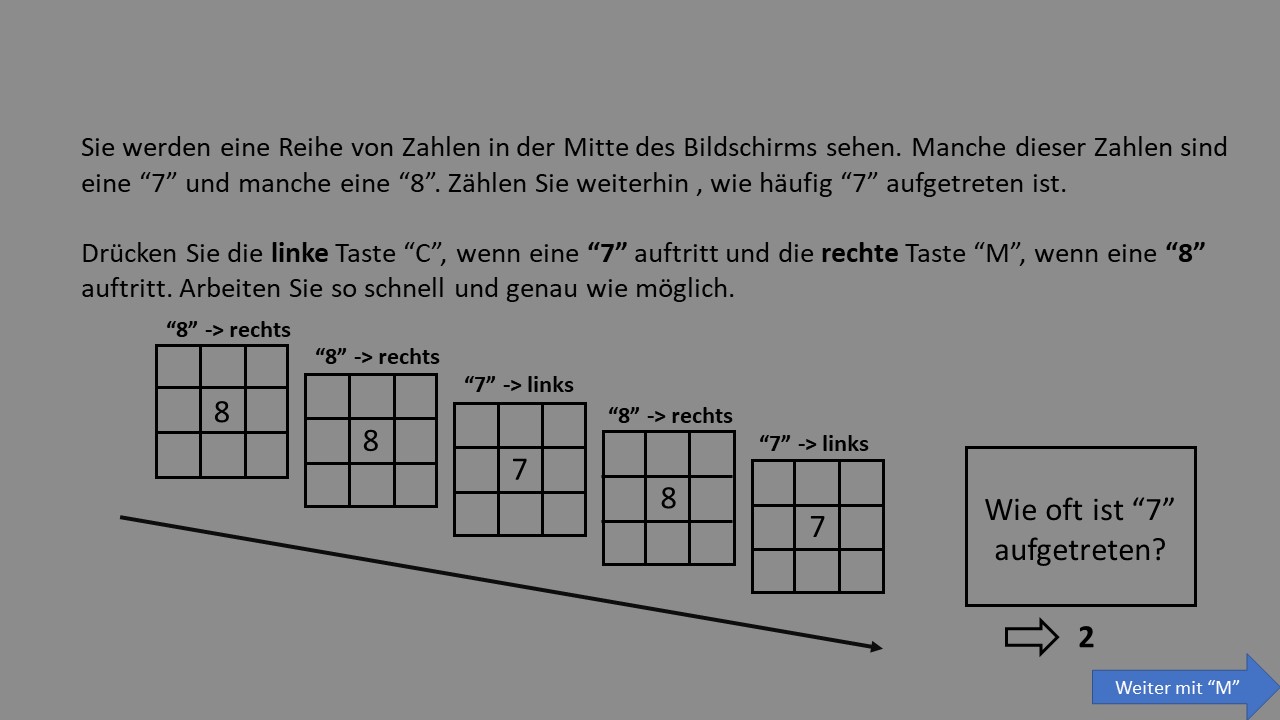 Sie werden eine Reihe von Zahlen in der Mitte des Bildschirms sehen. Manche dieser Zahlen sind
eine “7” und manche eine “8”. Zählen Sie weiterhin , wie häufig “7” aufgetreten ist.
Drücken Sie die linke Taste “C”, wenn eine “7” auftritt und die rechte Taste “M”, wenn eine “8”
auftritt. Arbeiten Sie so schnell und genau wie möglich.
“8” -> rechts
8
“8” -> rechts
8
“7” -> links
7
“8” -> rechts
8
“7” -> links
7
Wie oft ist “7”
aufgetreten?
2
Weiter mit “M”